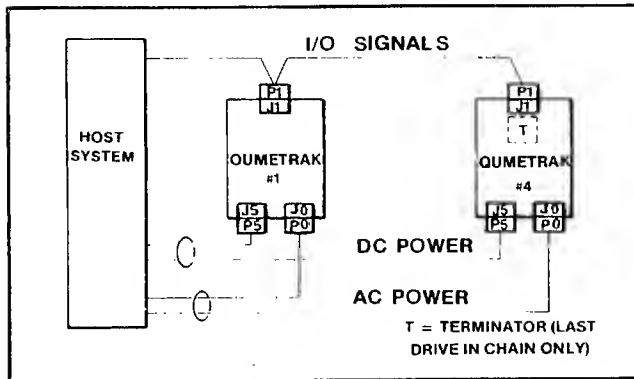 I/O SIGNALS
P1
J1
P1
J1
T
HOST
SYSTEM
OUMETRAK
#1
QUMETRAK
#4
J5
P5
J0
P0
J5
P5
J0
P0
DC POWER
AC POWER
T = TERMINATOR (LAST
DRIVE IN CHAIN ONLY)